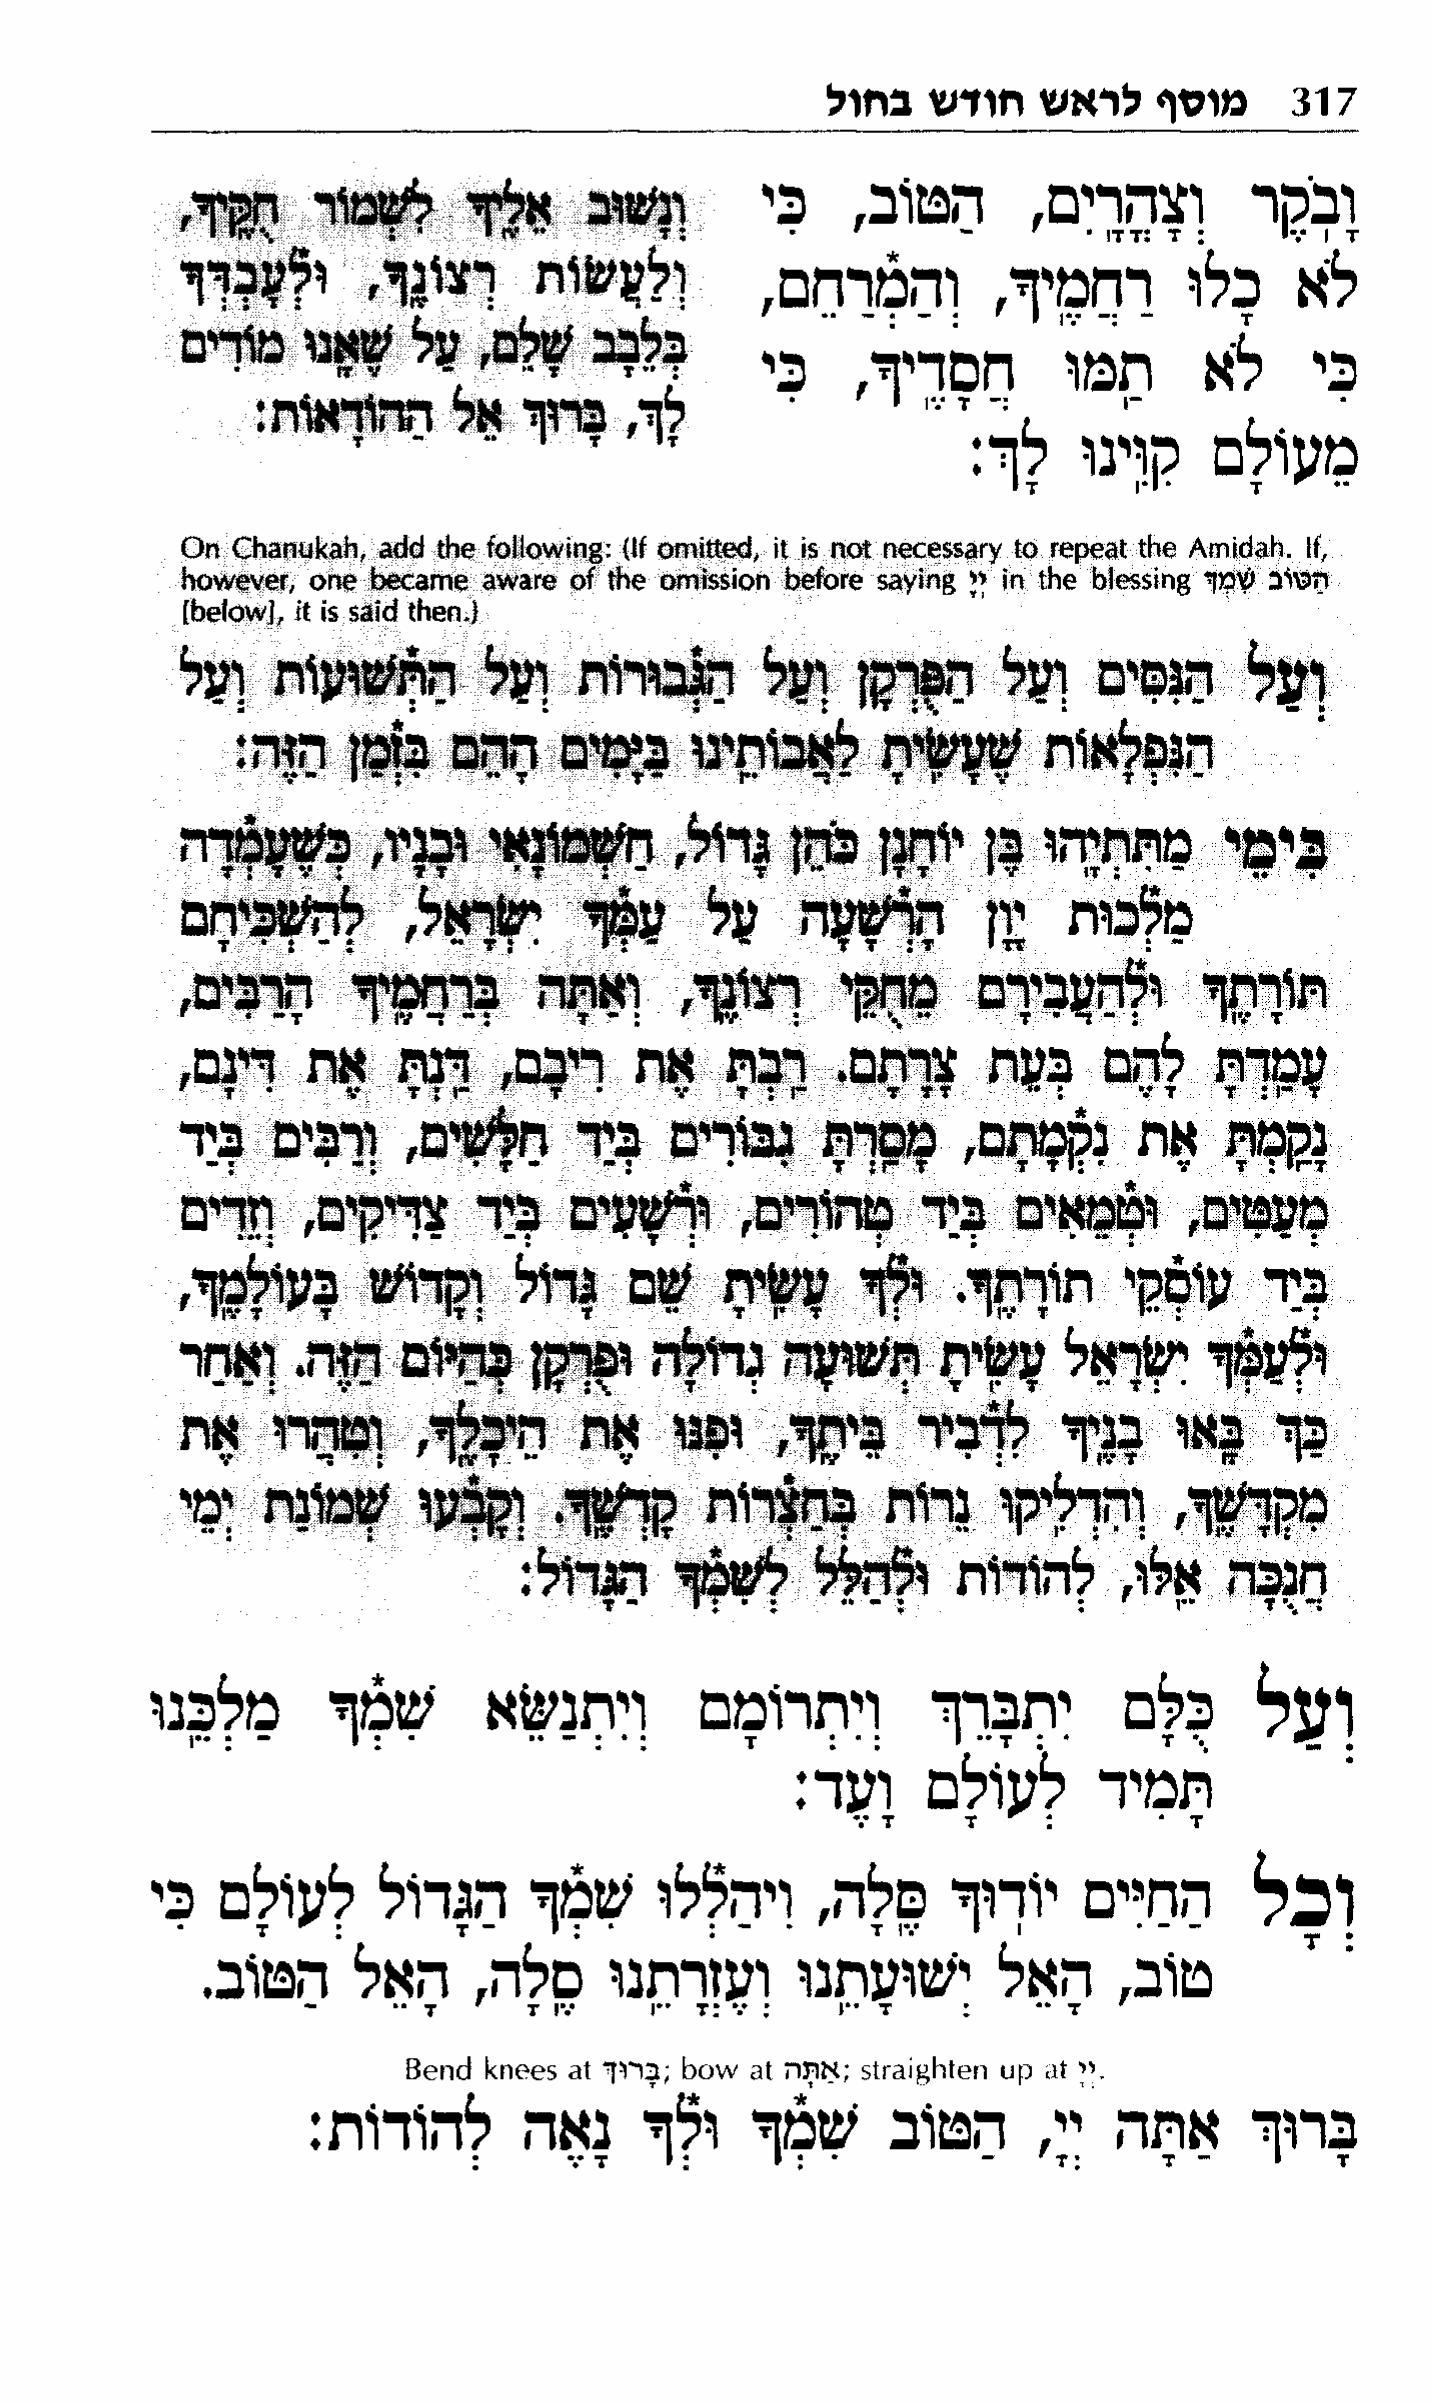 317 מוסף לראש חודש בחול
וָבֹֽקֶר וְצָהֳרָֽיִם, הַטּוֹב, כִּי
לֹא כָלוּ רַחֲמֶֽיךָ, וְהַמְ֒רַחֵם,
כִּי לֹא תַֽמּוּ חֲסָדֶֽיךָ, כִּי
מֵעוֹלָם קִוִּֽינוּ לָךְ:
וְנָשׁוּב אֵלֶֽיךָ לִשְׁמוֹר חֻקֶּֽיךָ,
וְלַעֲשׂוֹת רְצוֹנֶֽךָ, וּלְ֒עָבְדְּךָ
בְּלֵבָב שָׁלֵם, עַל שֶׁאָֽנוּ מוֹדִים
לָךְ, בָּרוּךְ אֵל הַהוֹדָאוֹת:
On Chanukah, add the following: (If omitted, it is not necessary to repeat the Amidah. If,
however, one became aware of the omission before saying יְיָ in the blessing הַטּוֹב שִׁמְךָ
[below], it is said then.)
וְעַל הַנִּסִּים וְעַל הַפֻּרְקָן וְעַל הַגְּ֒בוּרוֹת וְעַל הַתְּ֒שׁוּעוֹת וְעַל
הַנִּפְלָאוֹת שֶׁעָשִֽׂיתָ לַאֲבוֹתֵֽינוּ בַּיָּמִים הָהֵם בִּזְּ֒מַן הַזֶּה:
בִּימֵי מַתִּתְיָֽהוּ בֶּן יוֹחָנָן כֹּהֵן גָּדוֹל, חַשְׁמוֹנָאִי וּבָנָיו, כְּשֶׁעָמְ֒דָה
מַלְ֒כוּת יָוָן הָרְ֒שָׁעָה עַל עַמְּ֒ךָ יִשְׂרָאֵל, לְהַשְׁכִּיחָם
תּוֹרָתֶֽךָ וּלְ֒הַעֲבִירָם מֵחֻקֵּי רְצוֹנֶֽךָ, וְאַתָּה בְּרַחֲמֶֽיךָ הָרַבִּים,
עָמַֽדְתָּ לָהֶם בְּעֵת צָרָתָם. רַֽבְתָּ אֶת רִיבָם, דַּֽנְתָּ אֶת דִּינָם,
נָקַֽמְתָּ אֶת נִקְ֒מָתָם, מָסַֽרְתָּ גִבּוֹרִים בְּיַד חַלָּשִׁים, וְרַבִּים בְּיַד
מְעַטִּים, וּטְ֒מֵאִים בְּיַד טְהוֹרִים, וּרְ֒שָׁעִים בְּיַד צַדִּיקִים, וְזֵדִים
בְּיַד עוֹסְ֒קֵי תוֹרָתֶֽךָ. וּלְ֒ךָ עָשִֽׂיתָ שֵׁם גָּדוֹל וְקָדוֹשׁ בָּעוֹלָמֶֽךָ,
וּלְ֒עַמְּ֒ךָ יִשְׂרָאֵל עָשִֽׂיתָ תְּשׁוּעָה גְדוֹלָה וּפֻרְקָן כְּהַיּוֹם הַזֶּה. וְאַחַר
כַּךְ בָּֽאוּ בָנֶֽיךָ לִדְ֒בִיר בֵּיתֶֽךָ, וּפִנּוּ אֶת הֵיכָלֶֽךָ, וְטִהֲרוּ אֶת
מִקְדָּשֶֽׁךָ, וְהִדְלִֽיקוּ נֵרוֹת בְּחַצְ֒רוֹת קָדְשֶֽׁךָ. וְקָבְ֒עוּ שְׁמוֹנַת יְמֵי
חֲנֻכָּה אֵֽלּוּ, לְהוֹדוֹת וּלְ֒הַלֵּל לְשִׁמְ֒ךָ הַגָּדוֹל:
וְעַל כֻּלָּם יִתְבָּרֵךְ וְיִתְרוֹמָם וְיִתְנַשֵּׂא שִׁמְ֒ךָ מַלְכֵּֽנוּ
תָּמִיד לְעוֹלָם וָעֶד:
וְכָל הַחַיִּים יוֹדֽוּךָ סֶּֽלָה, וִיהַלְ֒לוּ שִׁמְ֒ךָ הַגָּדוֹל לְעוֹלָם כִּי
טוֹב, הָאֵל יְשׁוּעָתֵֽנוּ וְעֶזְרָתֵֽנוּ סֶֽלָה, הָאֵל הַטּוֹב.
Bend knees at בָּרוּךְ; bow at אַתָּה; straighten up at יְיָ.
בָּרוּךְ אַתָּה יְיָ, הַטּוֹב שִׁמְ֒ךָ וּלְ֒ךָ נָאֶה לְהוֹדוֹת: